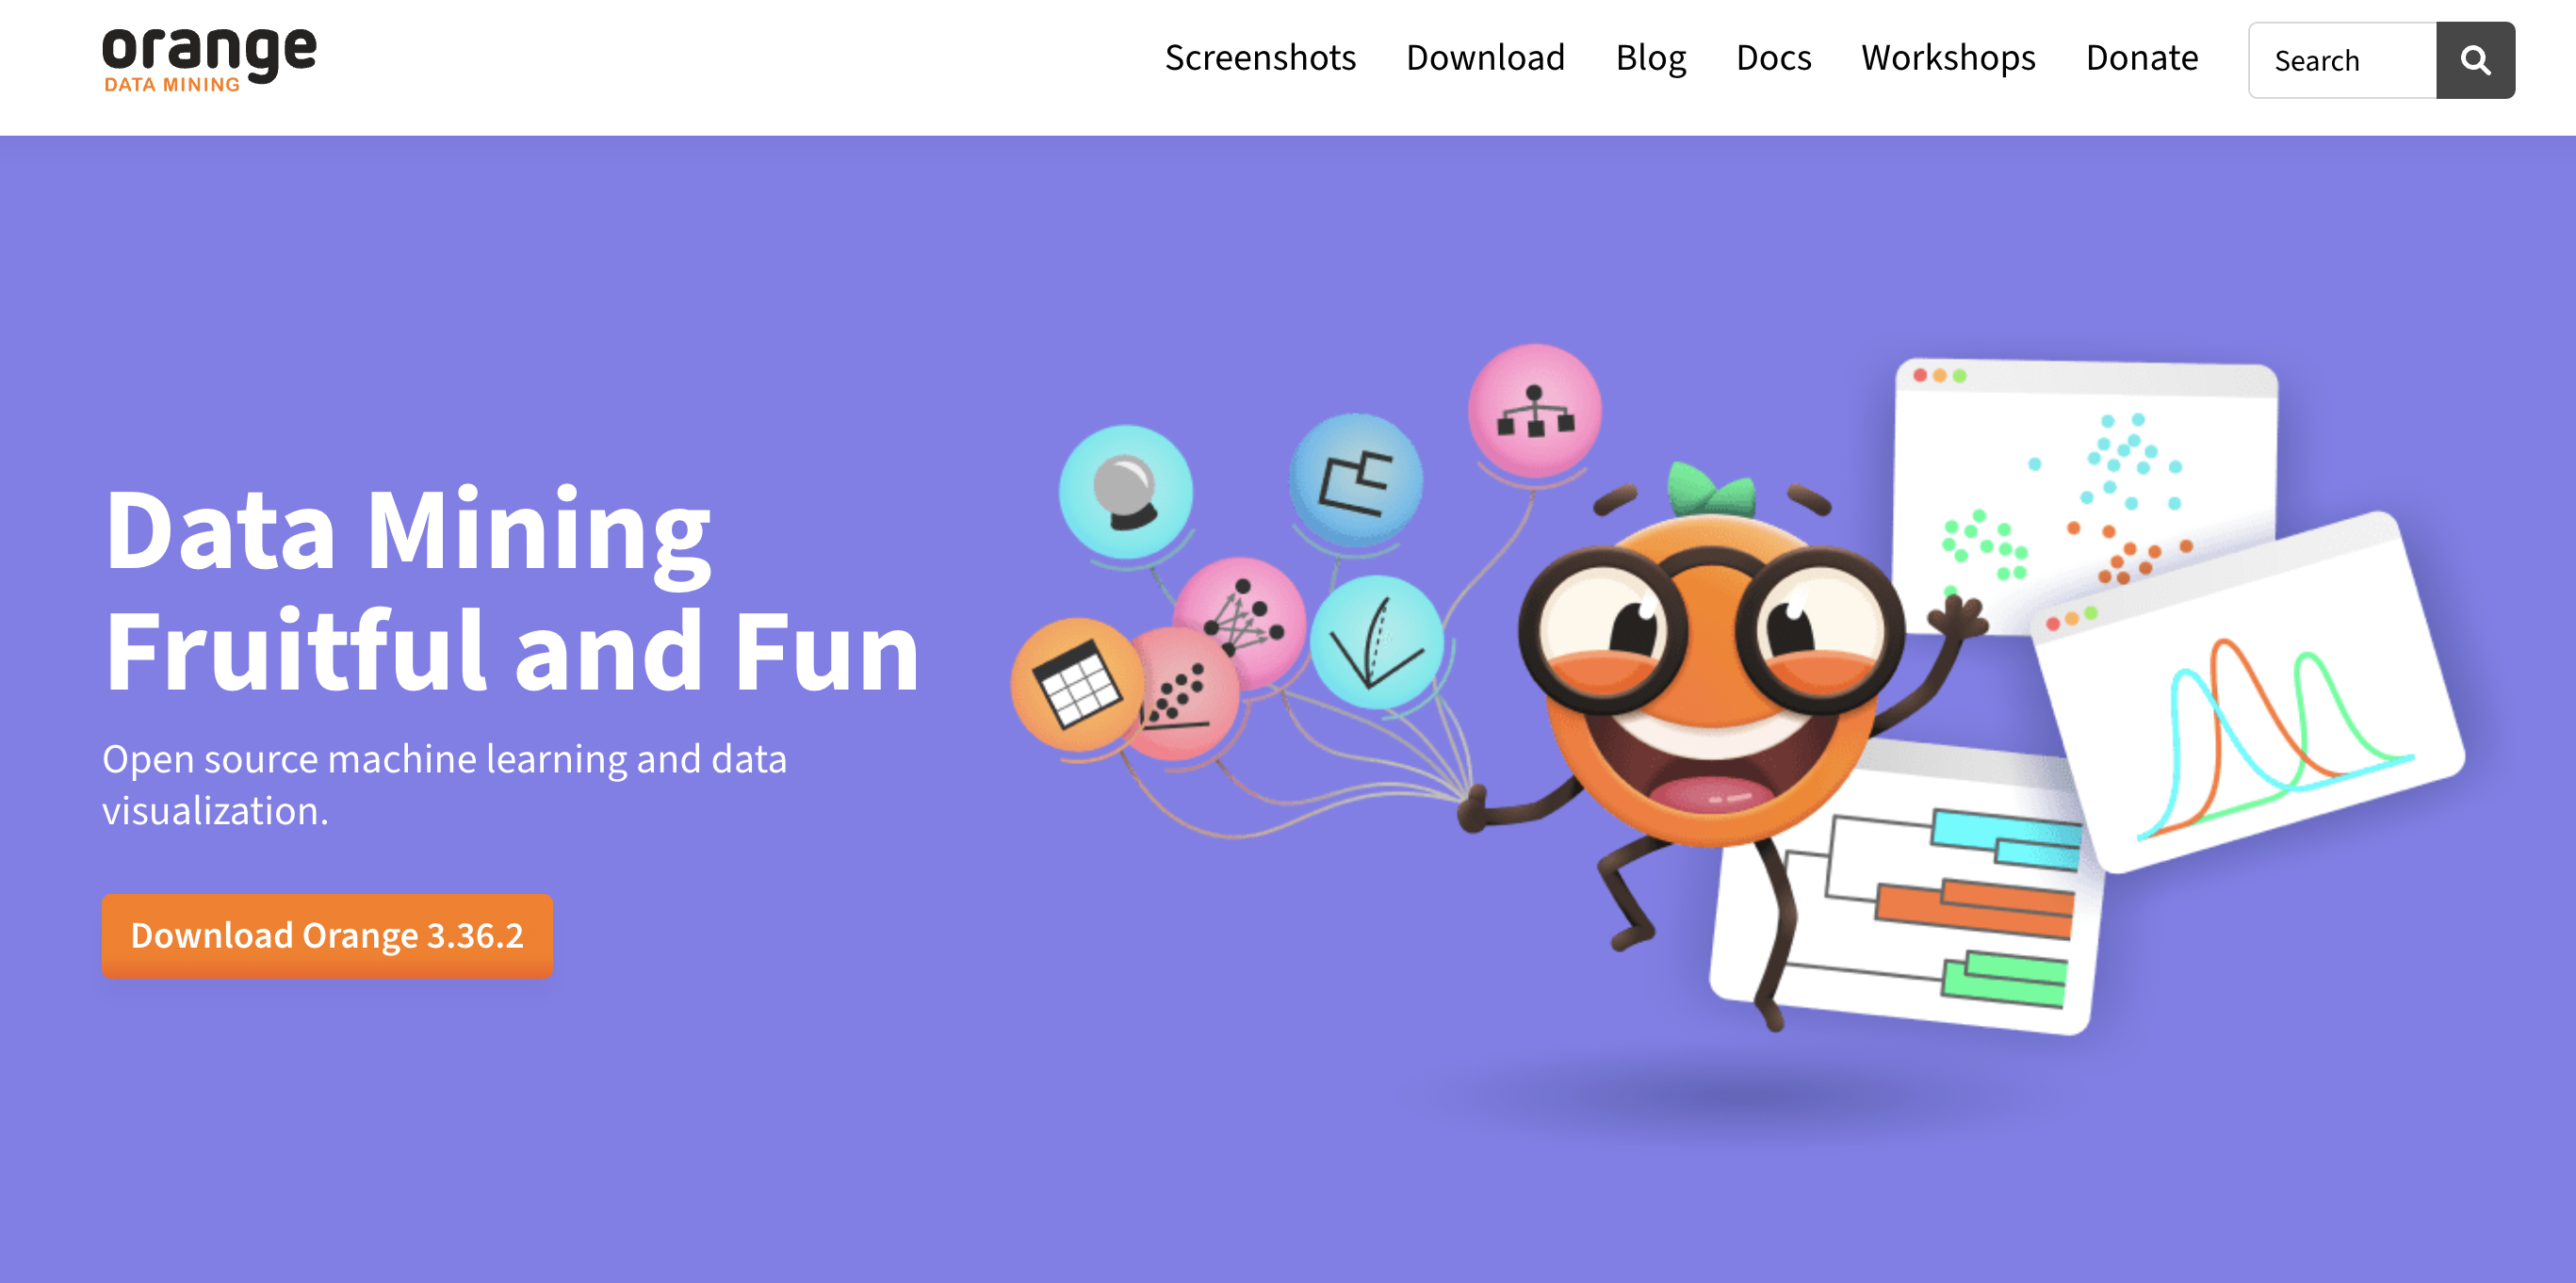 orange
DATA MINING
Screenshots Download Blog Docs Workshops Donate Search
Data Mining
Fruitful and Fun
Open source machine learning and data
visualization.
Download Orange 3.36.2